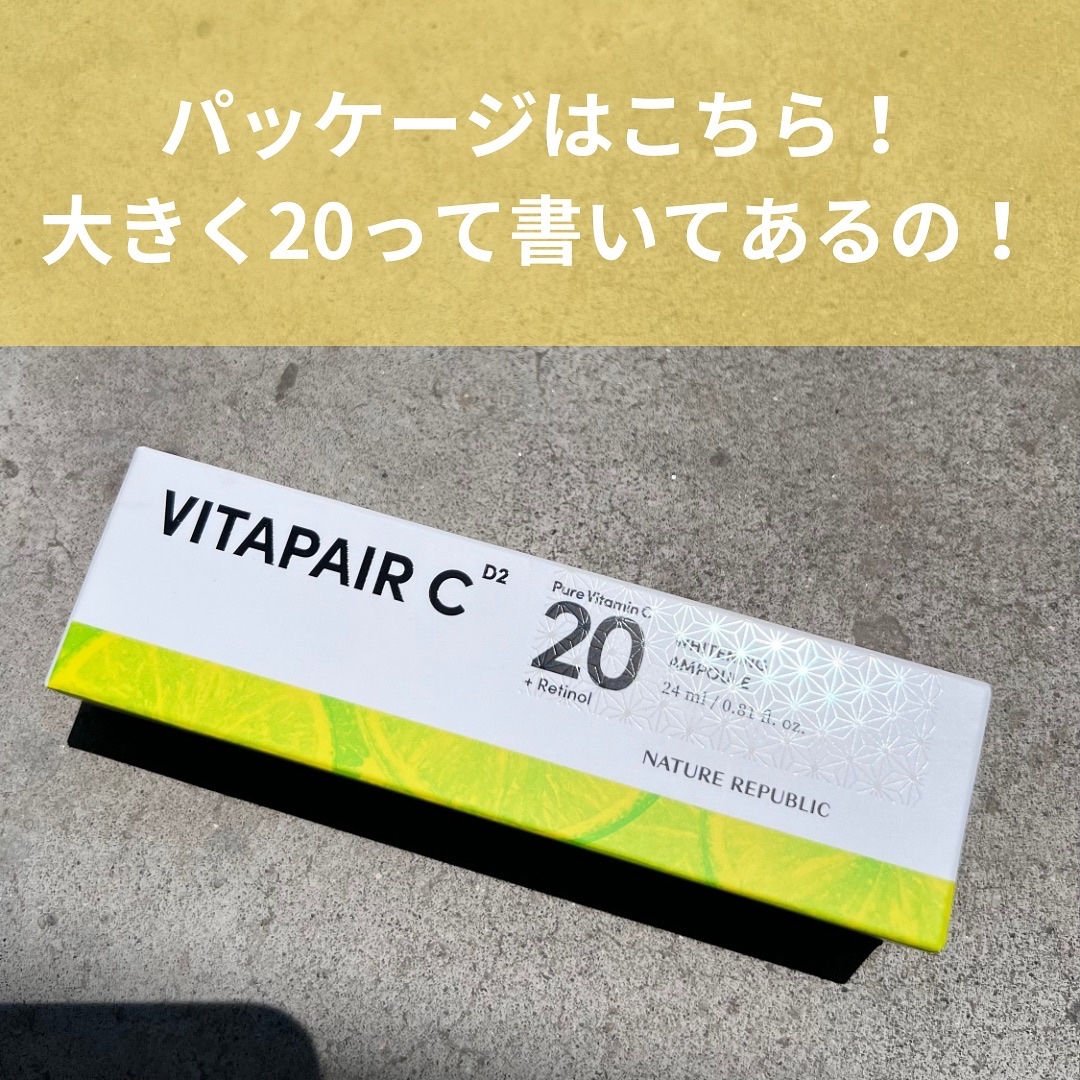 パッケージはこちら！
大きく20って書いてあるの！
VITAPAIR C D2
Pure Vitamin C
20
+ Retinol
WHITENING
AMPOULE
24 ml / 0.81 fl. oz.
NATURE REPUBLIC